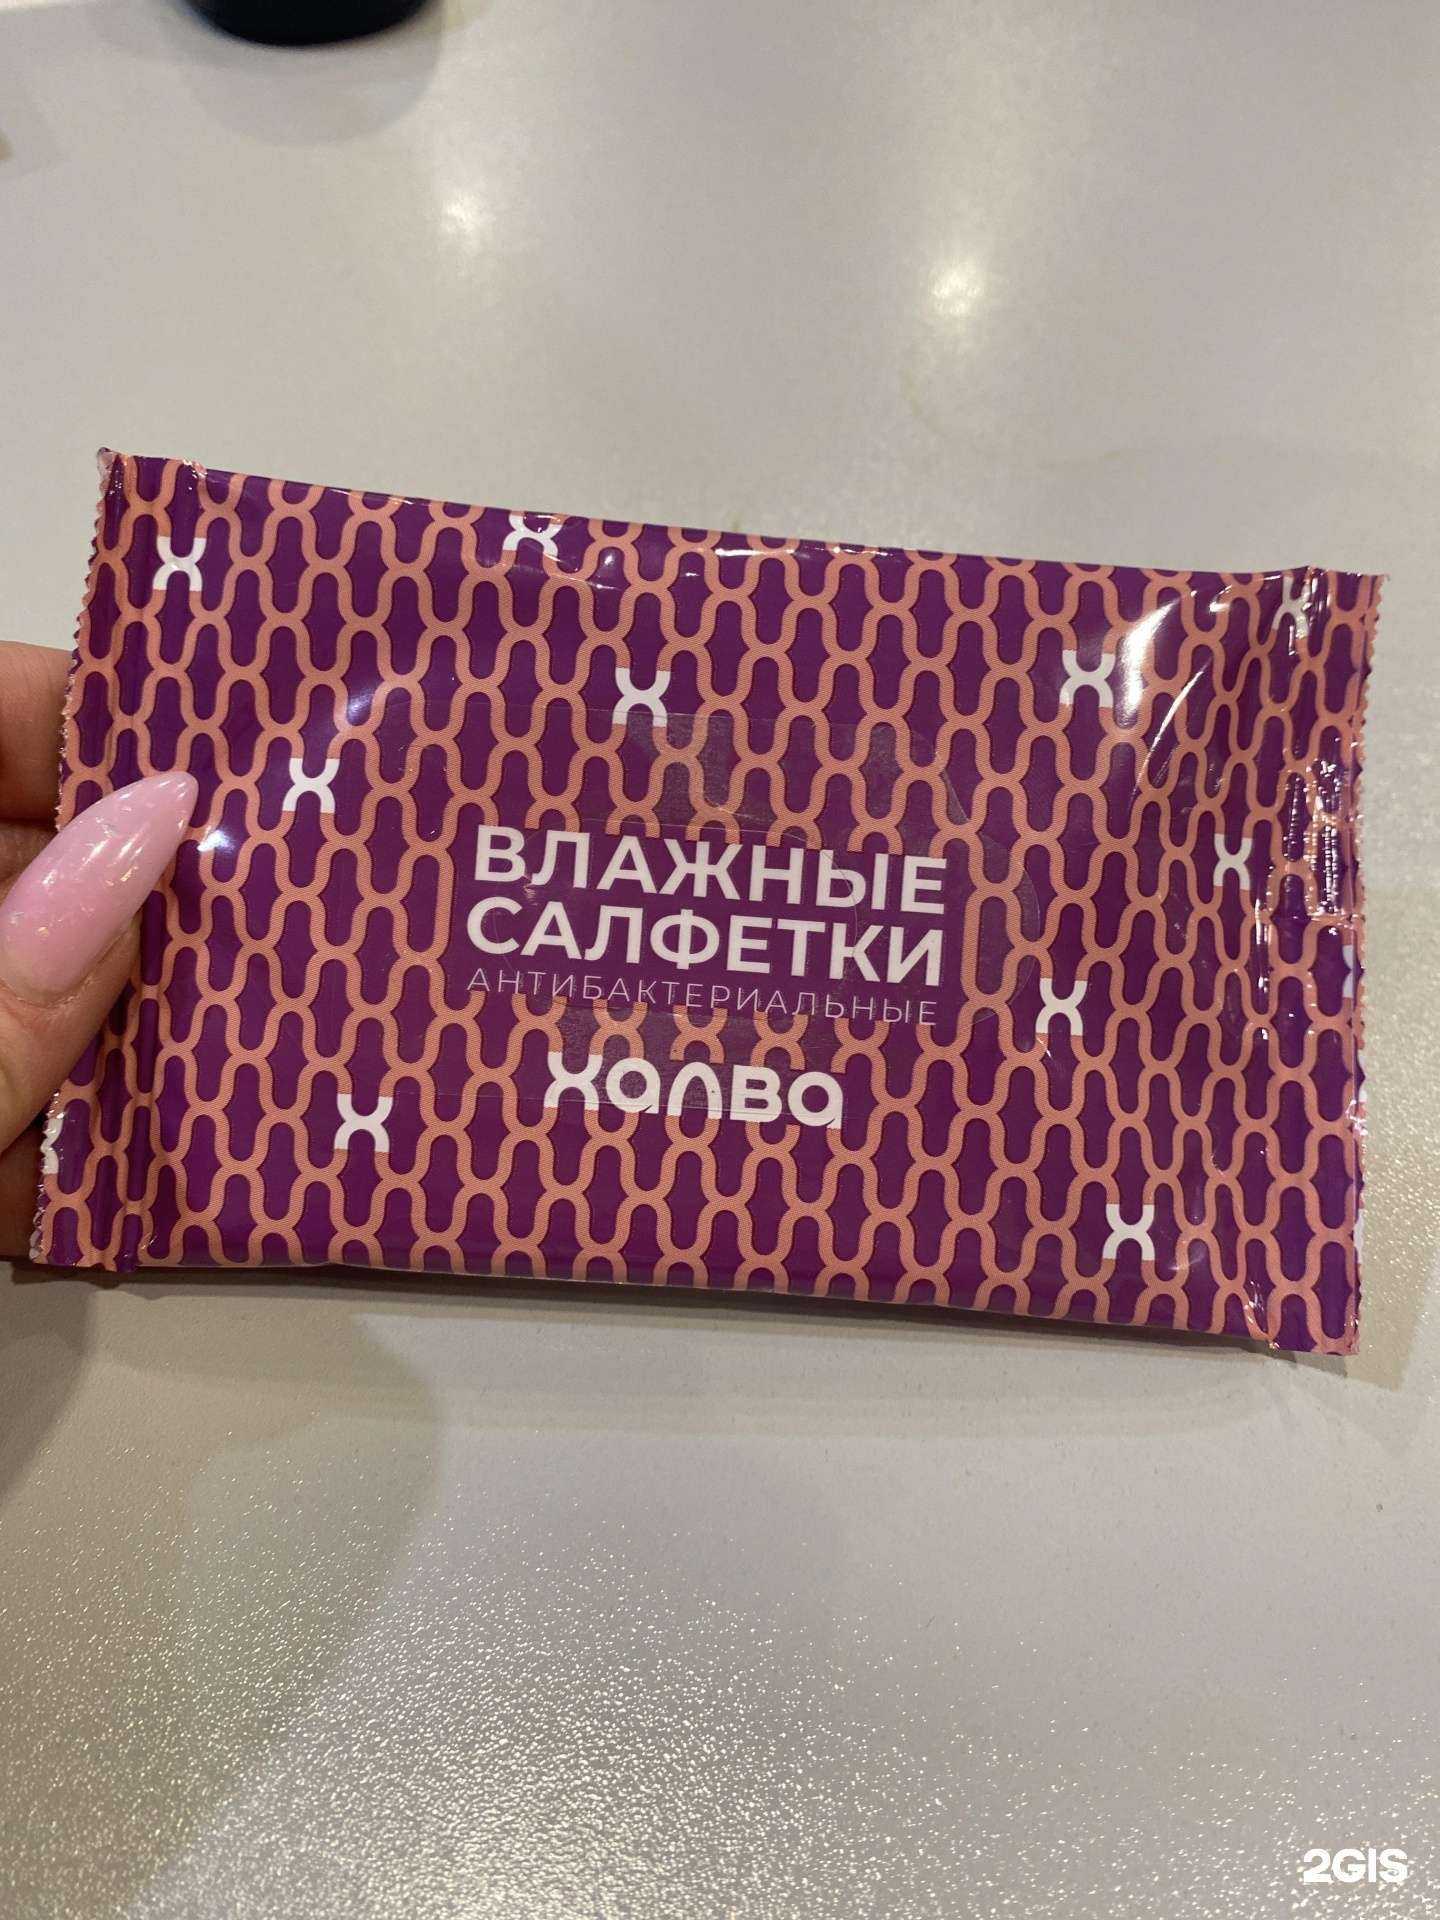 ВЛАЖНЫЕ
САЛФЕТКИ
АНТИБАКТЕРИАЛЬНЫЕ
халва
2GIS